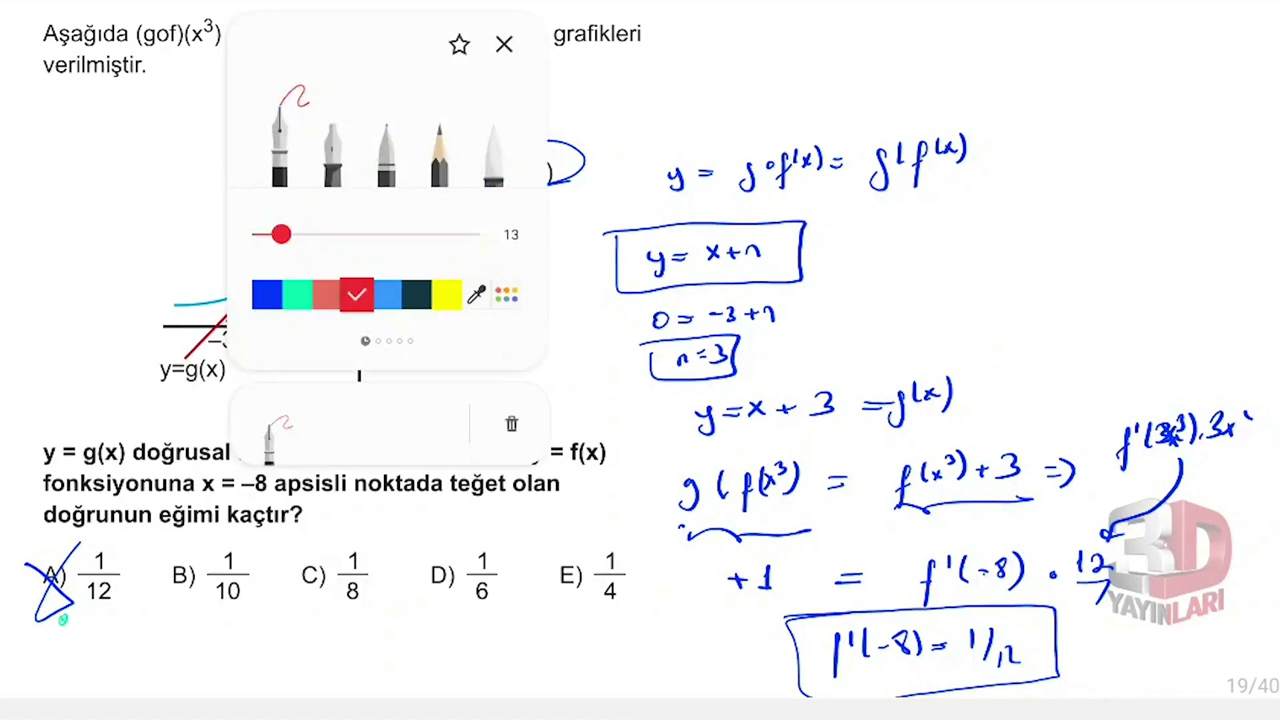 Aşağıda (gof)(x³) grafikleri
verilmiştir.
13
y = gof(x) = g(f(x)
y = x+n
0 = -3+n
n=3
–3
y=g(x)
y=x+3 =g(x)
g(f(x³) = f(x³)+3 =>
+1 = f'(-8) . 12
f'(-8) = 1/12
y = g(x) doğrusal = f(x)
fonksiyonuna x = –8 apsisli noktada teğet olan
doğrunun eğimi kaçtır?
A) 1/12 B) 1/10 C) 1/8 D) 1/6 E) 1/4
3D
YAYINLARI
19/40